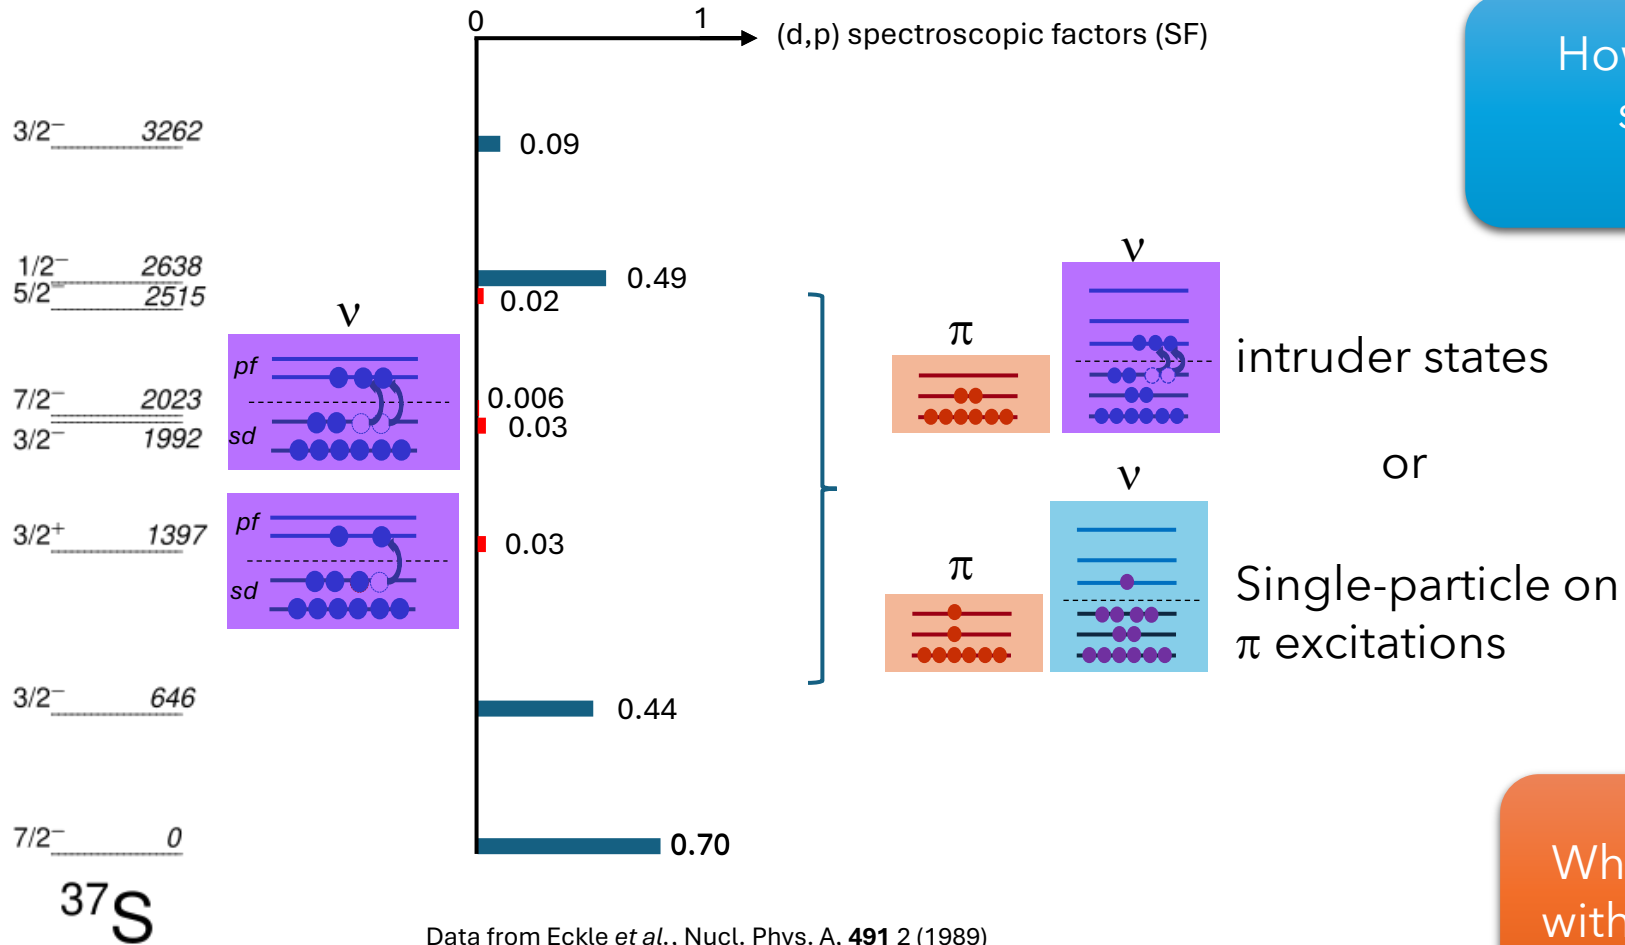 0 1
(d,p) spectroscopic factors (SF)
3/2⁻ 3262
0.09
1/2⁻ 2638
0.49
5/2⁻ 2515
0.02
ν
pf
sd
7/2⁻ 2023
0.006
3/2⁻ 1992
0.03
pf
sd
3/2⁺ 1397
0.03
3/2⁻ 646
0.44
7/2⁻ 0
0.70
³⁷S
π
ν
intruder states
or
π
ν
Single-particle on
π excitations
Data from Eckle et al., Nucl. Phys. A, 491 2 (1989)